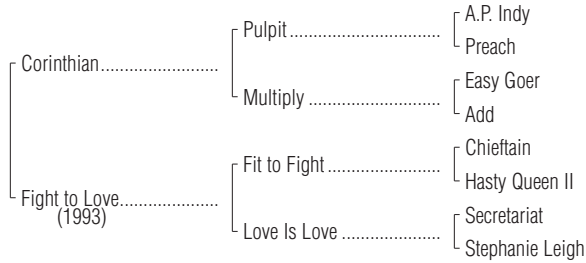 A.P. Indy
Pulpit
Preach
Corinthian
Easy Goer
Multiply
Add
Chieftain
Fit to Fight
Hasty Queen II
Fight to Love
(1993)
Secretariat
Love Is Love
Stephanie Leigh